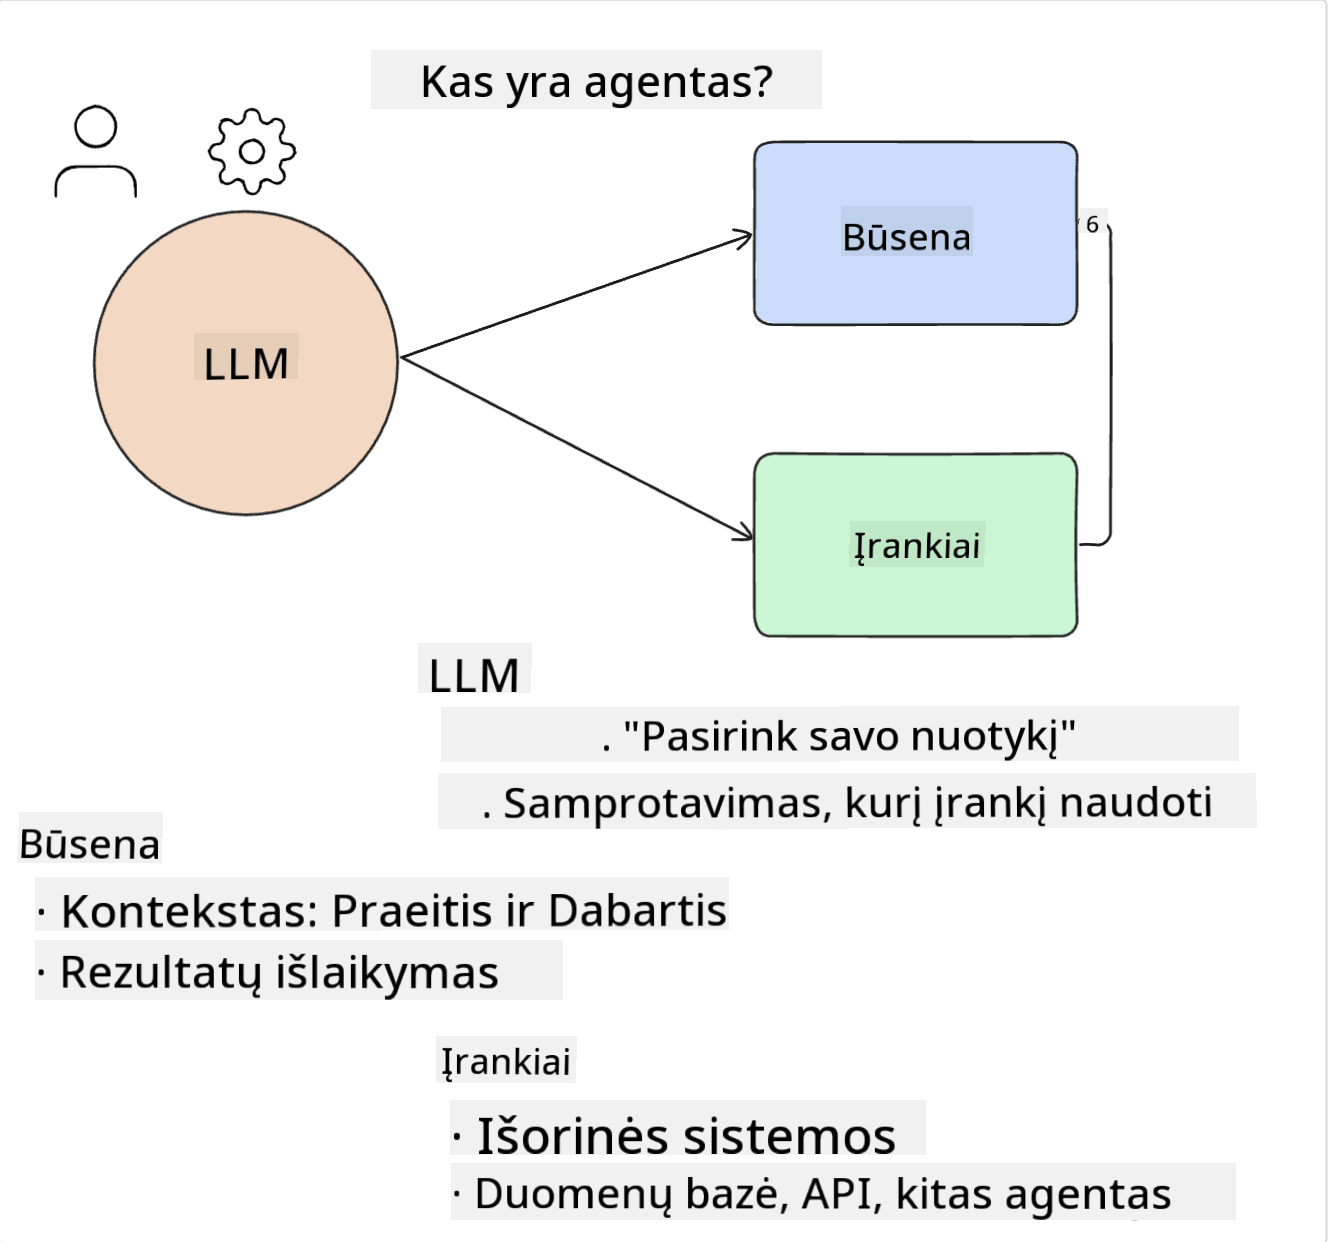 Kas yra agentas?
Būsena
6
LLM
Įrankiai
LLM
. "Pasirink savo nuotykį"
. Samprotavimas, kurį įrankį naudoti
Būsena
· Kontekstas: Praeitis ir Dabartis
· Rezultatų išlaikymas
Įrankiai
· Išorinės sistemos
· Duomenų bazė, API, kitas agentas